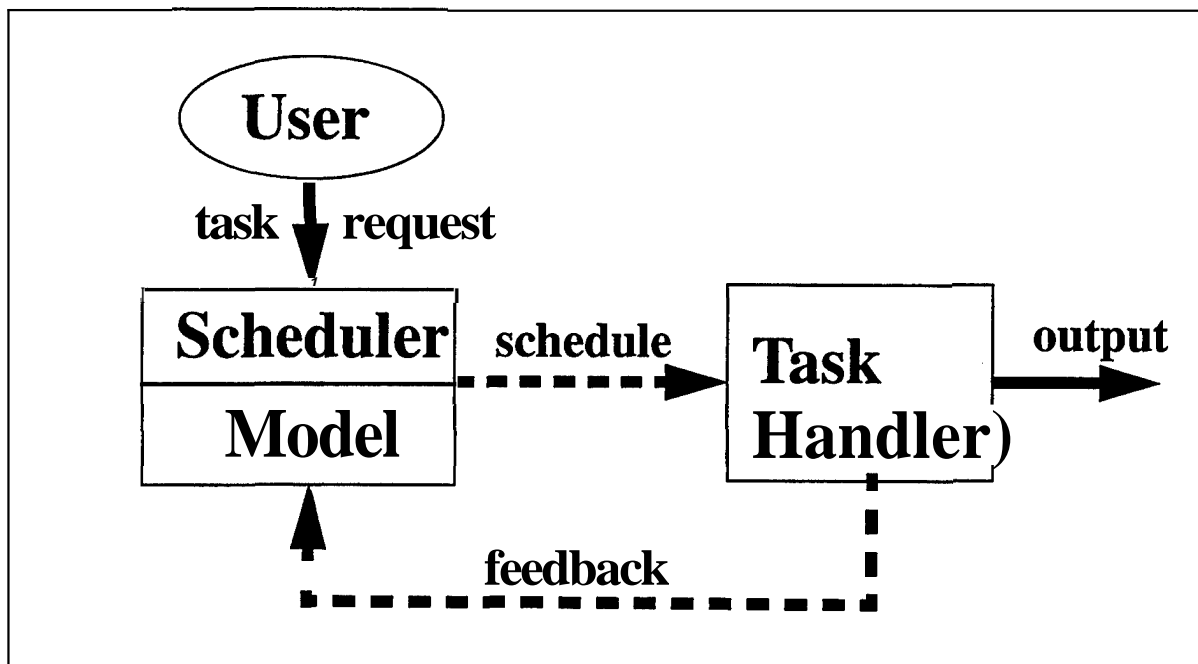 User
task request
Scheduler
Model
schedule
Task
Handler)
output
feedback